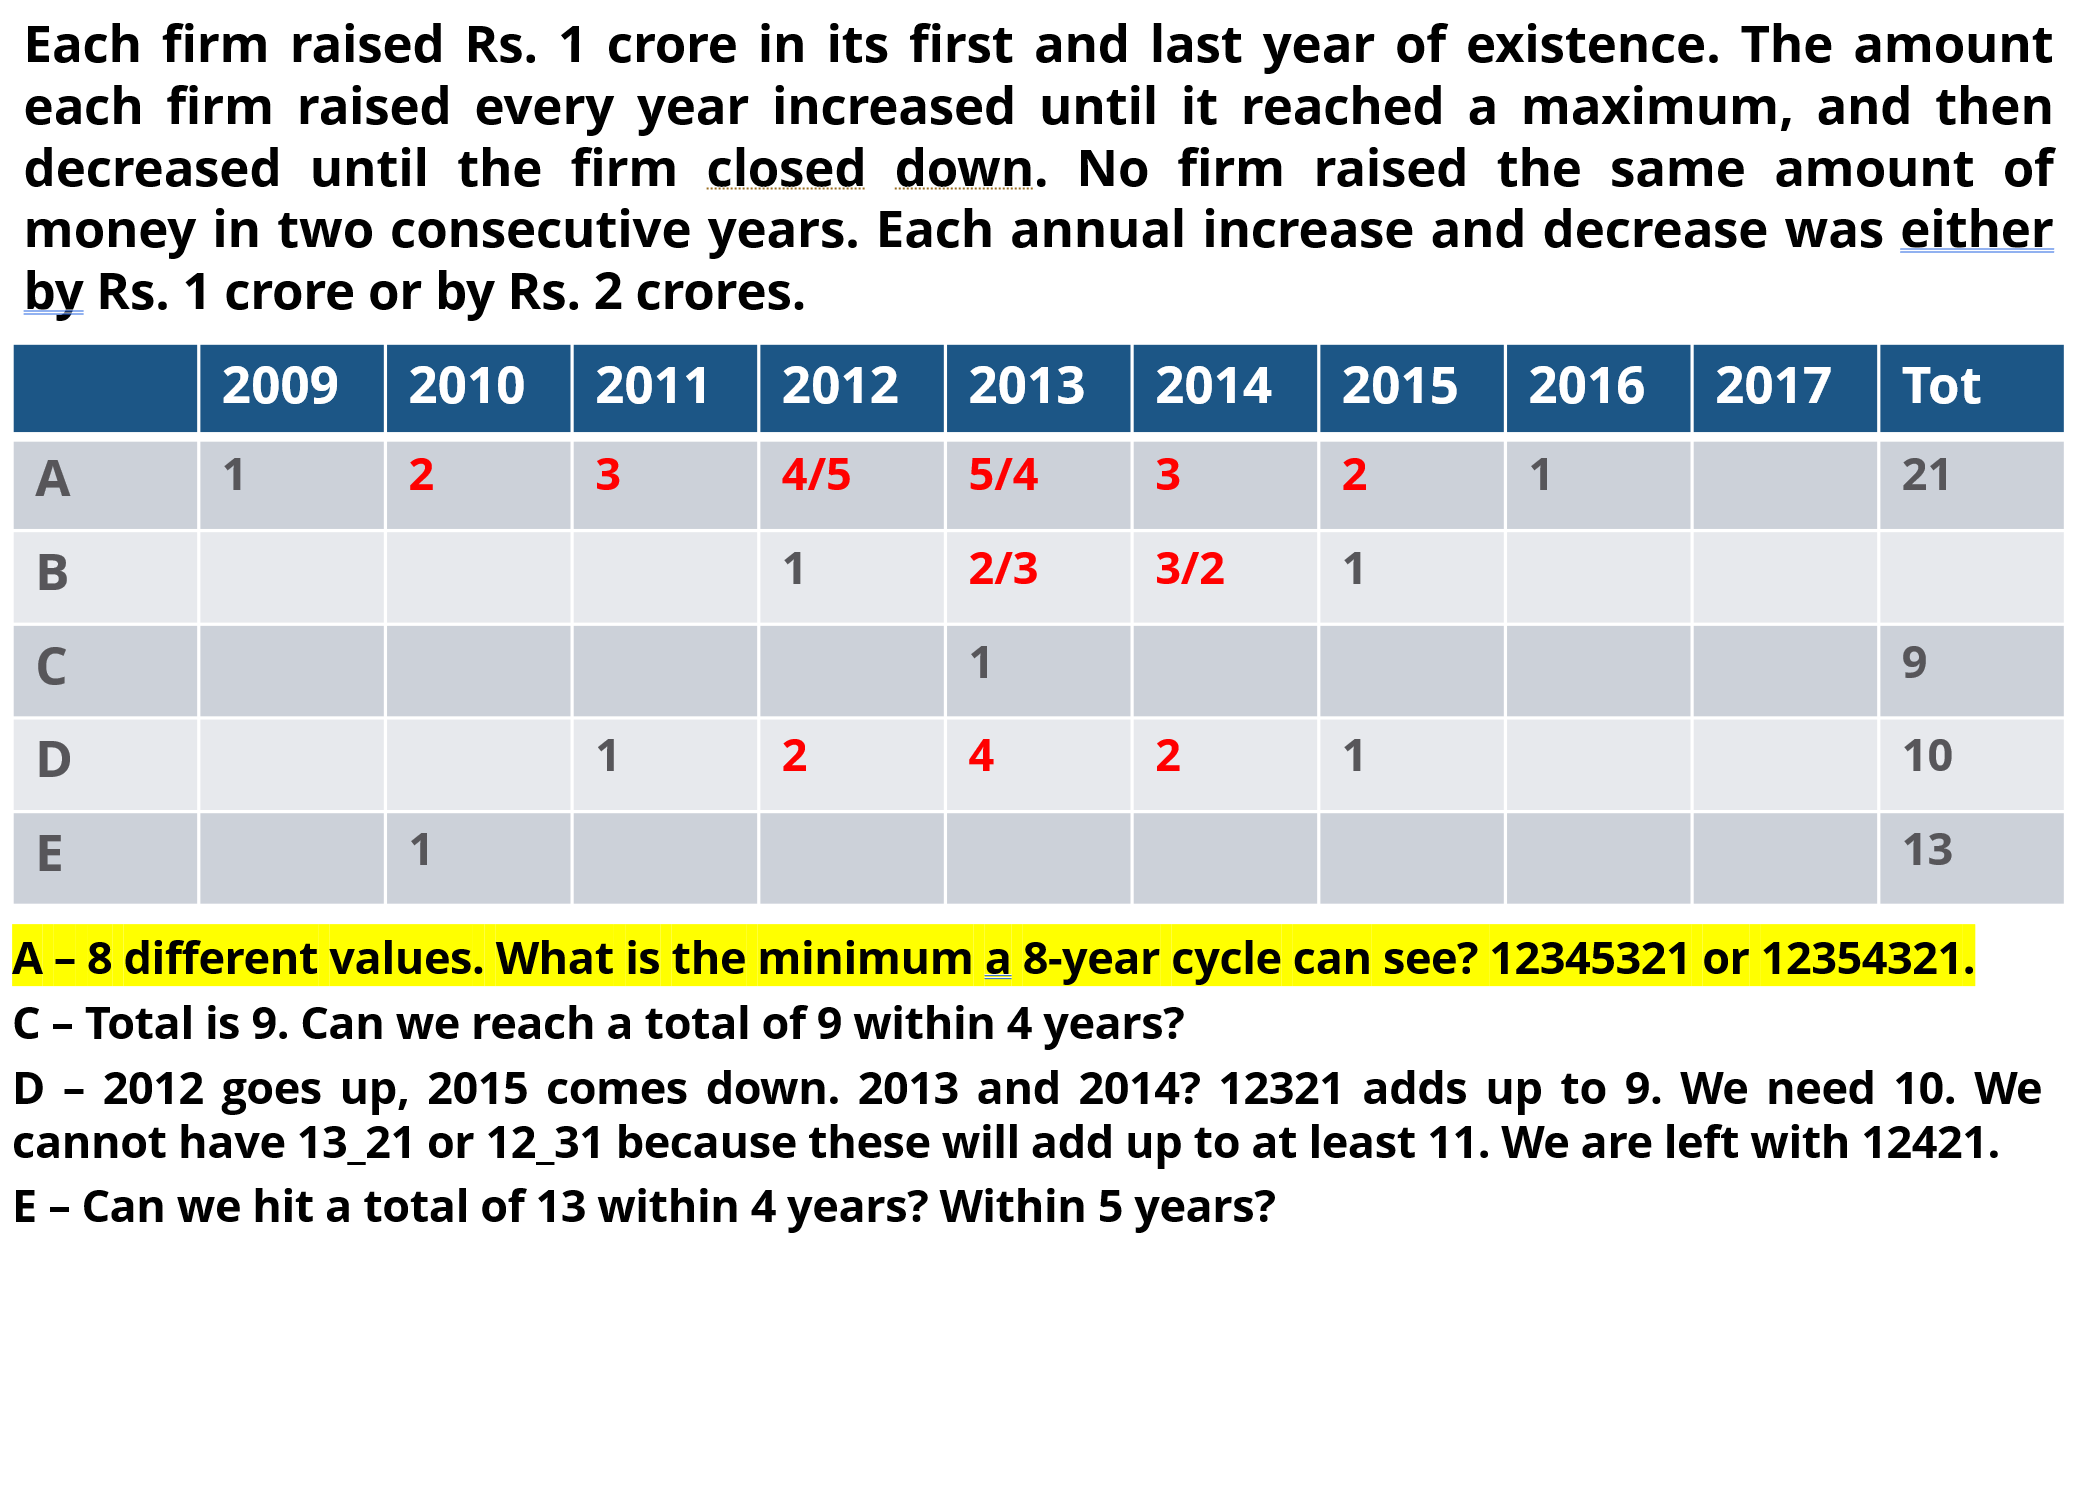 Each firm raised Rs. 1 crore in its first and last year of existence. The amount
each firm raised every year increased until it reached a maximum, and then
decreased until the firm closed down. No firm raised the same amount of
money in two consecutive years. Each annual increase and decrease was either
by Rs. 1 crore or by Rs. 2 crores.
2009 2010 2011 2012 2013 2014 2015 2016 2017 Tot
A 1 2 3 4/5 5/4 3 2 1 21
B 1 2/3 3/2 1
C 1 9
D 1 2 4 2 1 10
E 1 13
A – 8 different values. What is the minimum a 8-year cycle can see? 12345321 or 12354321.
C – Total is 9. Can we reach a total of 9 within 4 years?
D – 2012 goes up, 2015 comes down. 2013 and 2014? 12321 adds up to 9. We need 10. We
cannot have 13_21 or 12_31 because these will add up to at least 11. We are left with 12421.
E – Can we hit a total of 13 within 4 years? Within 5 years?